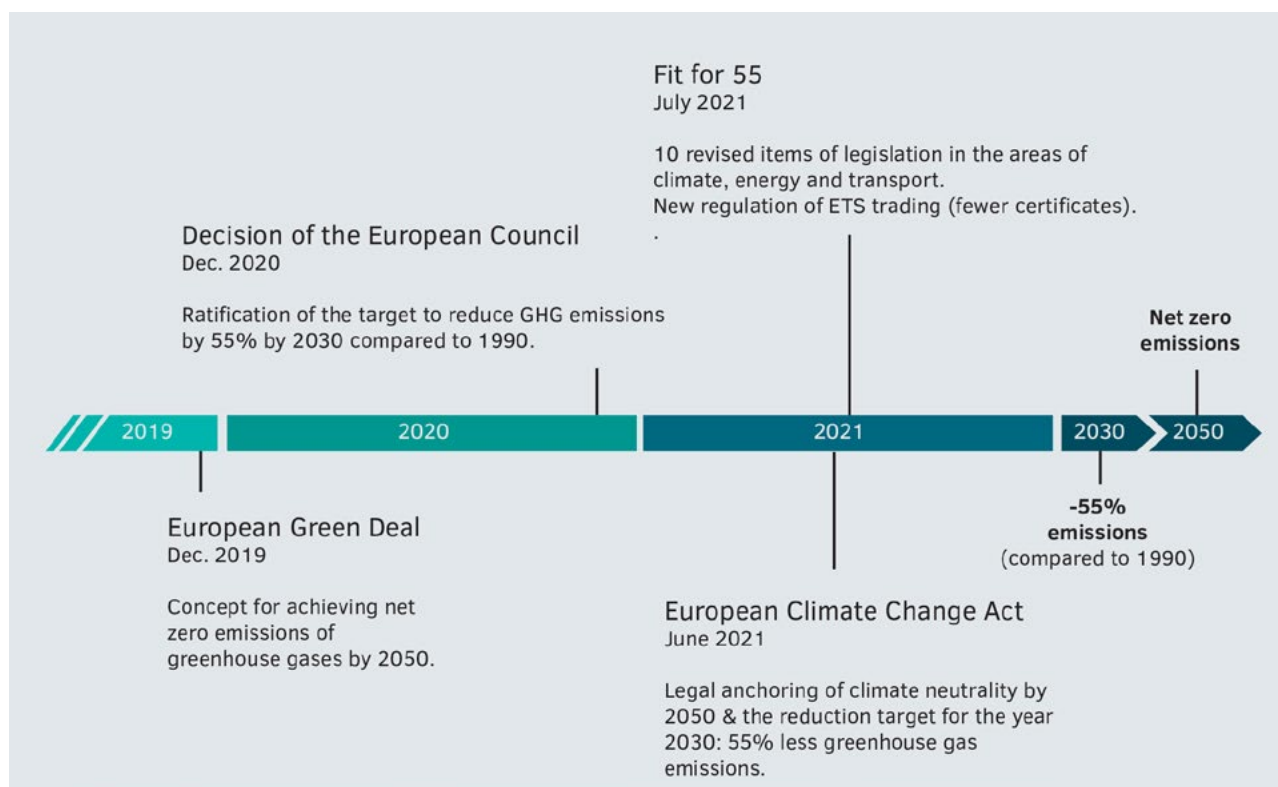 Fit for 55
July 2021
10 revised items of legislation in the areas of
climate, energy and transport.
New regulation of ETS trading (fewer certificates).
.
Decision of the European Council
Dec. 2020
Ratification of the target to reduce GHG emissions
by 55% by 2030 compared to 1990.
Net zero
emissions
2019
2020
2021
2030
2050
European Green Deal
Dec. 2019
Concept for achieving net
zero emissions of
greenhouse gases by 2050.
-55%
emissions
(compared to 1990)
European Climate Change Act
June 2021
Legal anchoring of climate neutrality by
2050 & the reduction target for the year
2030: 55% less greenhouse gas
emissions.